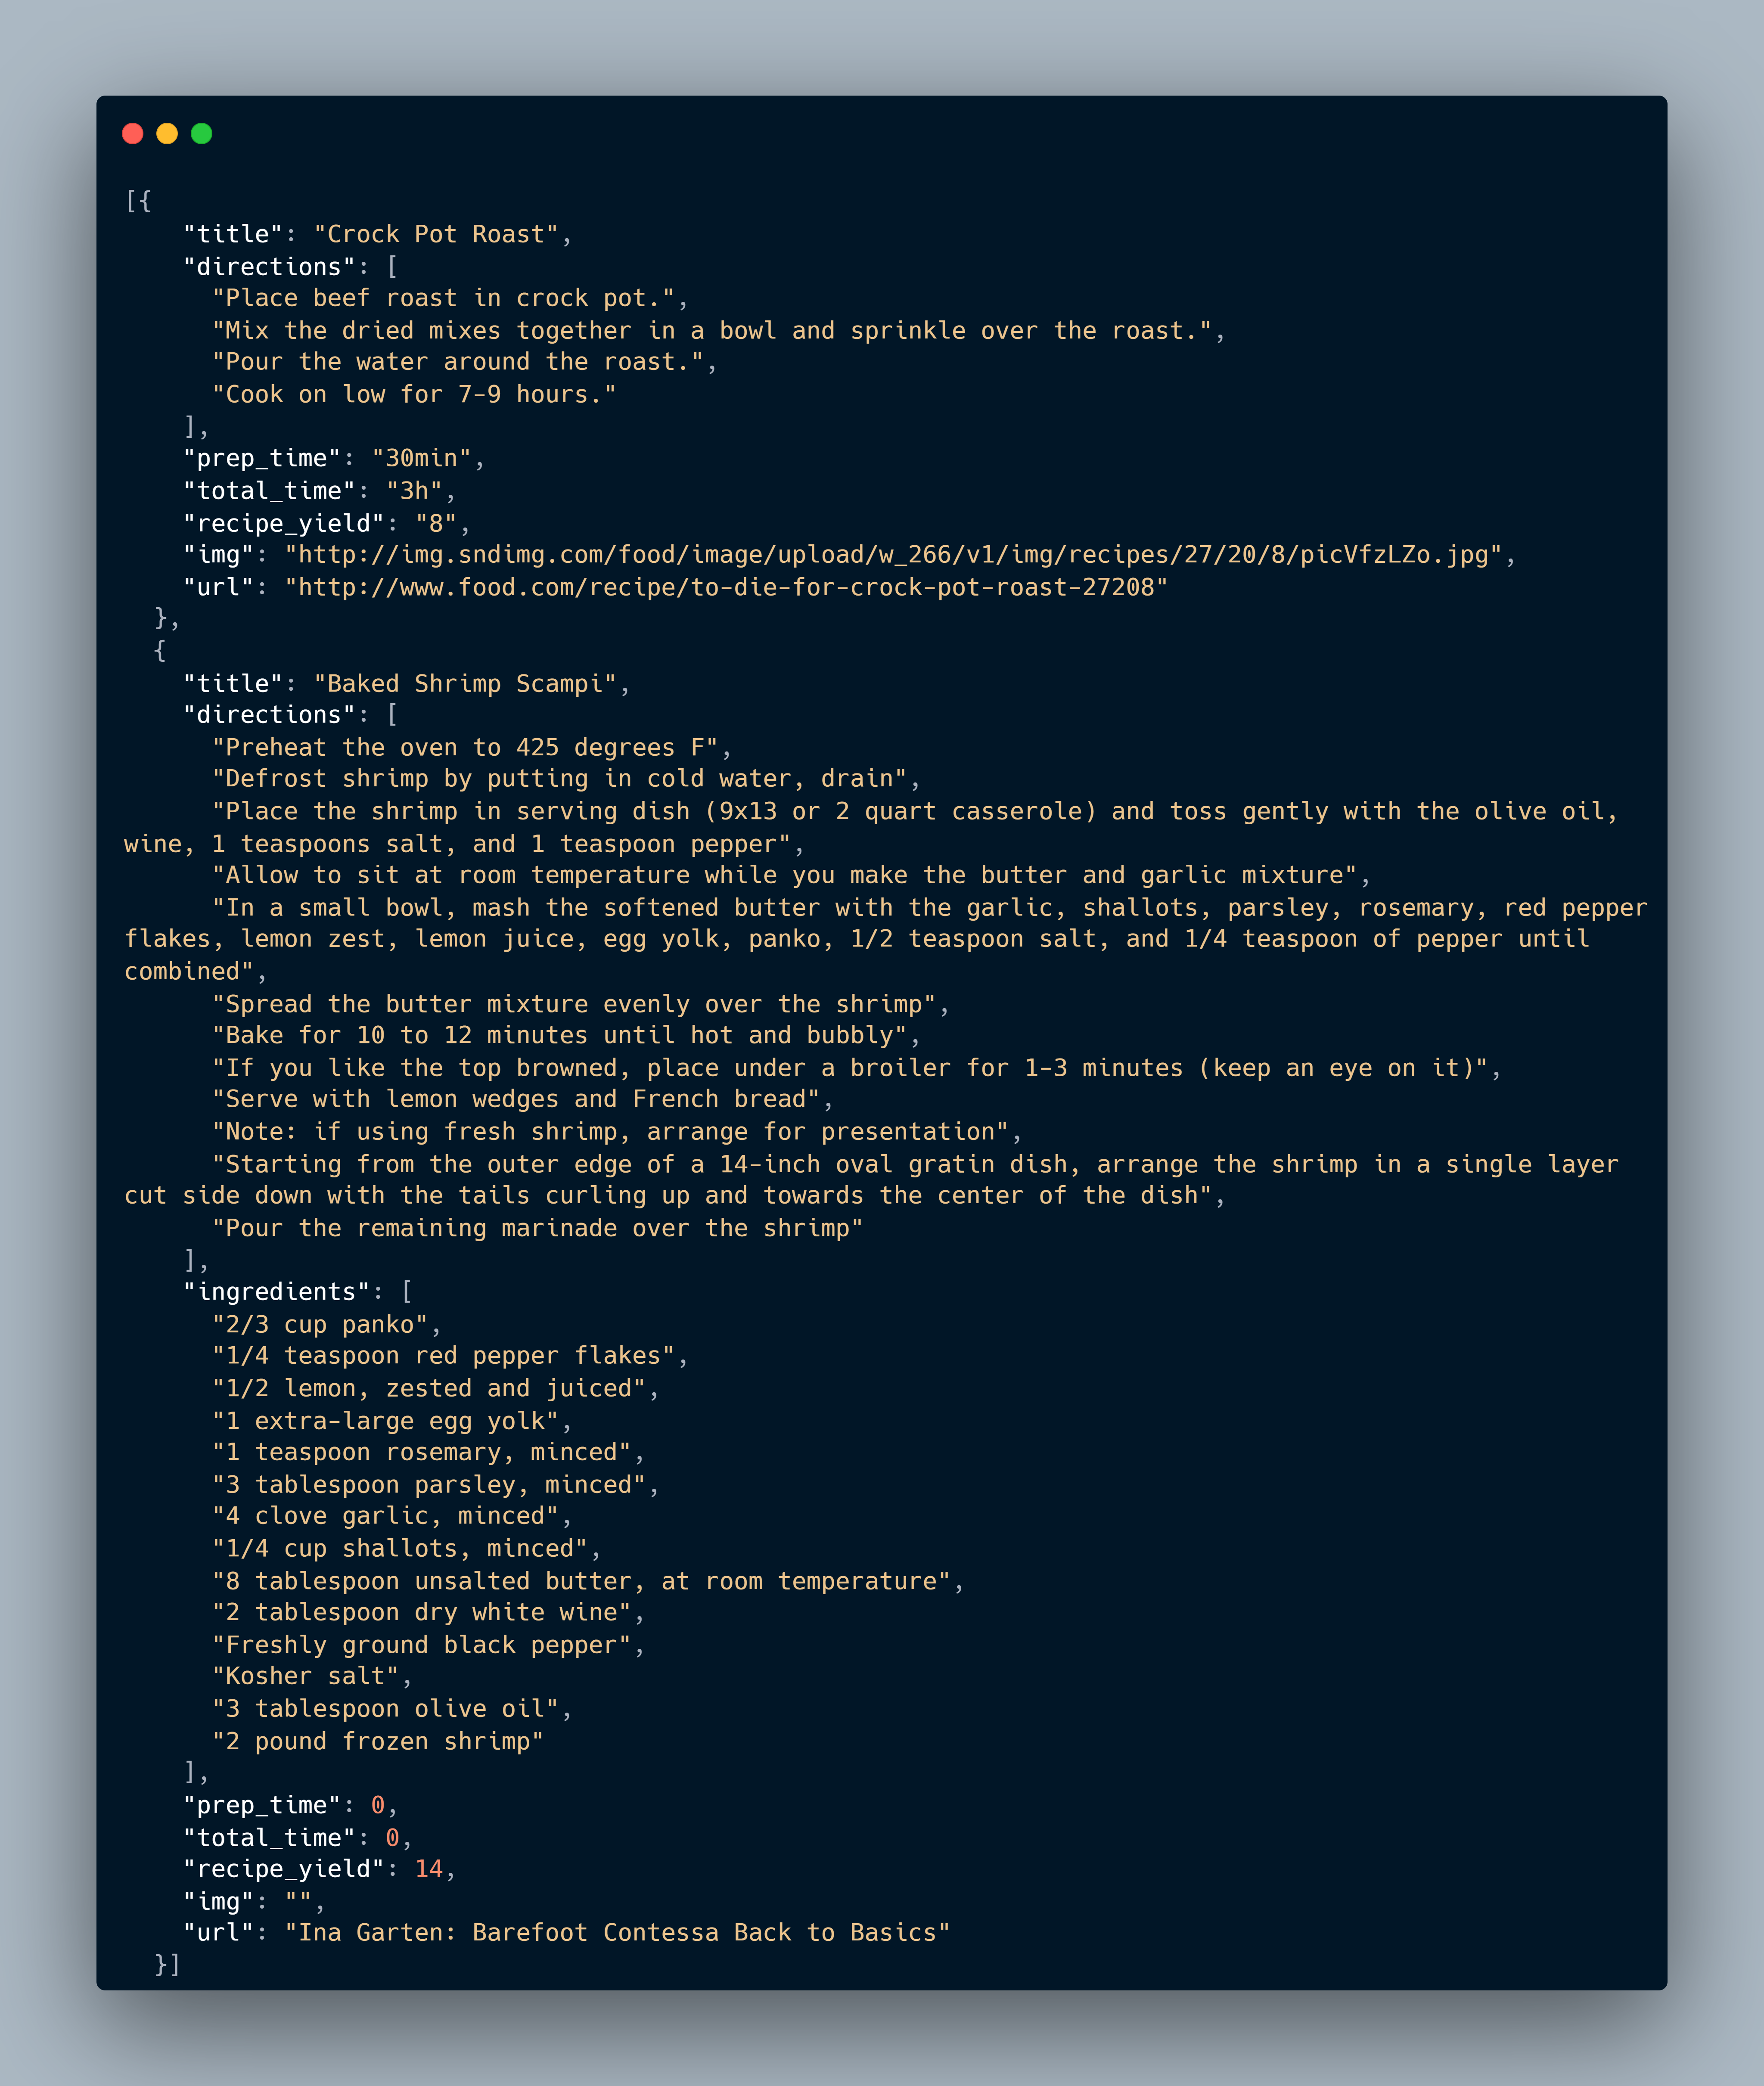 [{
    "title": "Crock Pot Roast",
    "directions": [
      "Place beef roast in crock pot.",
      "Mix the dried mixes together in a bowl and sprinkle over the roast.",
      "Pour the water around the roast.",
      "Cook on low for 7-9 hours."
    ],
    "prep_time": "30min",
    "total_time": "3h",
    "recipe_yield": "8",
    "img": "http://img.sndimg.com/food/image/upload/w_266/v1/img/recipes/27/20/8/picVfzLZo.jpg",
    "url": "http://www.food.com/recipe/to-die-for-crock-pot-roast-27208"
  },
  {
    "title": "Baked Shrimp Scampi",
    "directions": [
      "Preheat the oven to 425 degrees F",
      "Defrost shrimp by putting in cold water, drain",
      "Place the shrimp in serving dish (9x13 or 2 quart casserole) and toss gently with the olive oil,
wine, 1 teaspoons salt, and 1 teaspoon pepper",
      "Allow to sit at room temperature while you make the butter and garlic mixture",
      "In a small bowl, mash the softened butter with the garlic, shallots, parsley, rosemary, red pepper
flakes, lemon zest, lemon juice, egg yolk, panko, 1/2 teaspoon salt, and 1/4 teaspoon of pepper until
combined",
      "Spread the butter mixture evenly over the shrimp",
      "Bake for 10 to 12 minutes until hot and bubbly",
      "If you like the top browned, place under a broiler for 1-3 minutes (keep an eye on it)",
      "Serve with lemon wedges and French bread",
      "Note: if using fresh shrimp, arrange for presentation",
      "Starting from the outer edge of a 14-inch oval gratin dish, arrange the shrimp in a single layer
cut side down with the tails curling up and towards the center of the dish",
      "Pour the remaining marinade over the shrimp"
    ],
    "ingredients": [
      "2/3 cup panko",
      "1/4 teaspoon red pepper flakes",
      "1/2 lemon, zested and juiced",
      "1 extra-large egg yolk",
      "1 teaspoon rosemary, minced",
      "3 tablespoon parsley, minced",
      "4 clove garlic, minced",
      "1/4 cup shallots, minced",
      "8 tablespoon unsalted butter, at room temperature",
      "2 tablespoon dry white wine",
      "Freshly ground black pepper",
      "Kosher salt",
      "3 tablespoon olive oil",
      "2 pound frozen shrimp"
    ],
    "prep_time": 0,
    "total_time": 0,
    "recipe_yield": 14,
    "img": "",
    "url": "Ina Garten: Barefoot Contessa Back to Basics"
  }]